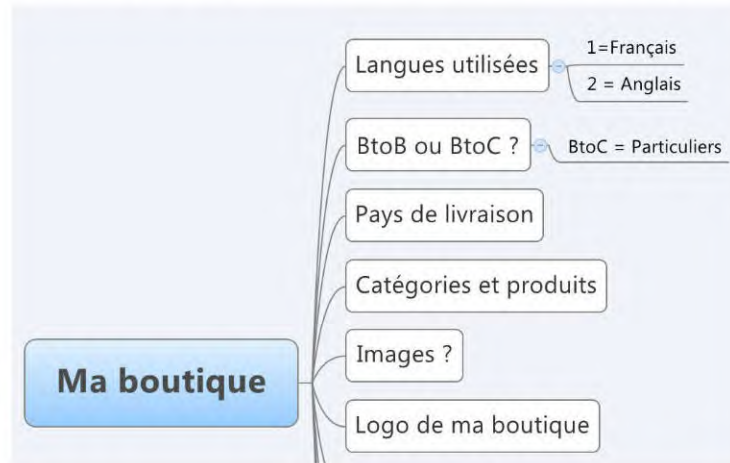 Langues utilisées
1=Français
2 = Anglais
BtoB ou BtoC ?
BtoC = Particuliers
Pays de livraison
Catégories et produits
Images ?
Ma boutique
Logo de ma boutique